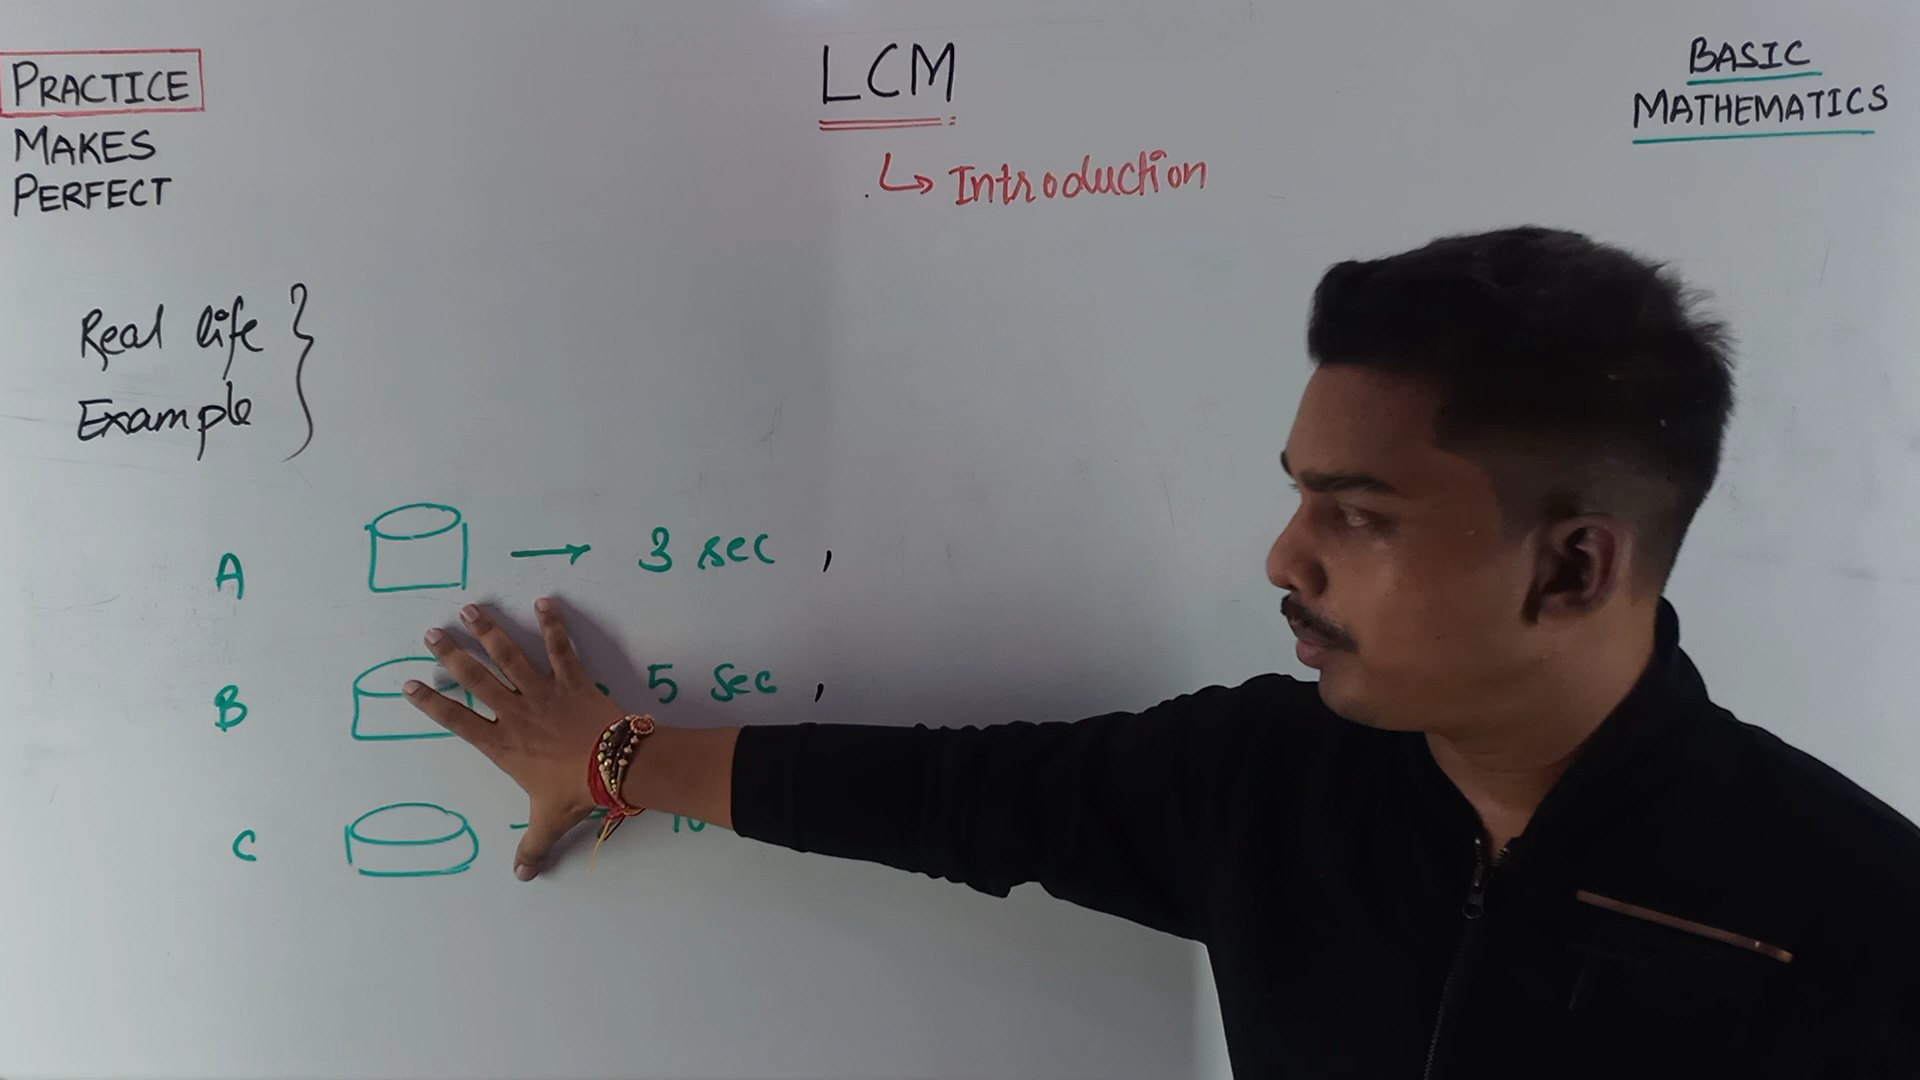 PRACTICE
MAKES
PERFECT
LCM
Introduction
BASIC
MATHEMATICS
Real life
Example
A → 3 sec ,
B 5 Sec ,
C